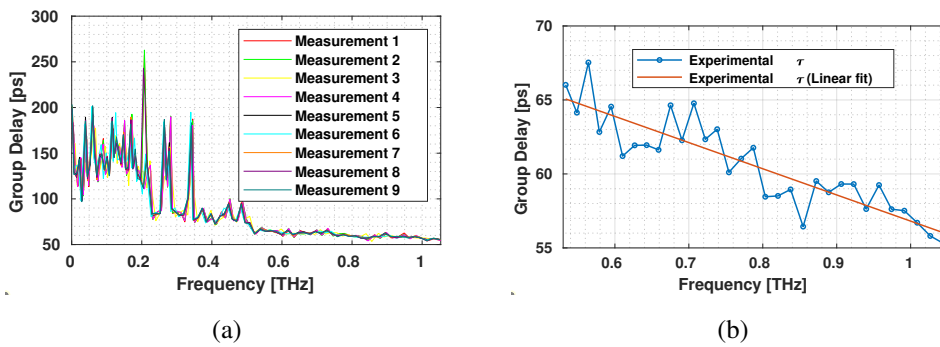 300
250
200
150
100
50
Group Delay [ps]
Measurement 1
Measurement 2
Measurement 3
Measurement 4
Measurement 5
Measurement 6
Measurement 7
Measurement 8
Measurement 9
0 0.2 0.4 0.6 0.8 1
Frequency [THz]
(a)
70
65
60
55
Group Delay [ps]
Experimental τ
Experimental τ (Linear fit)
0.6 0.7 0.8 0.9 1
Frequency [THz]
(b)